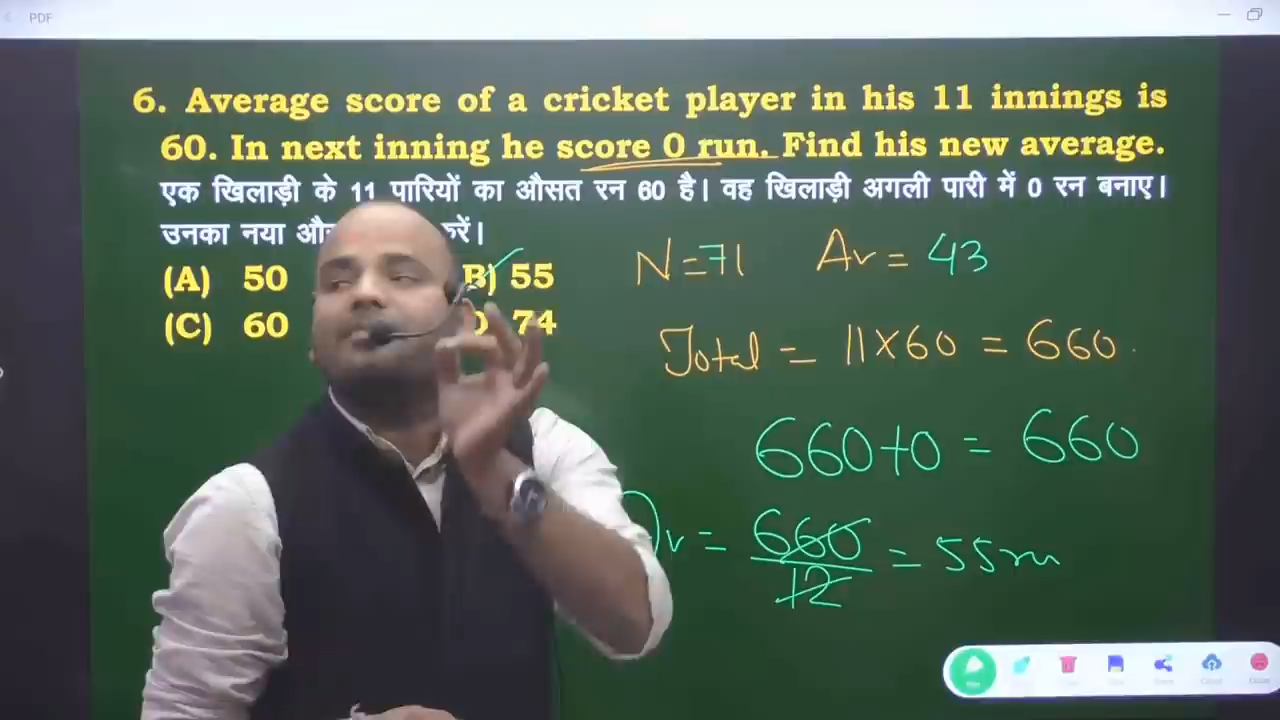 PDF
6. Average score of a cricket player in his 11 innings is
60. In next inning he score 0 run. Find his new average.
एक खिलाड़ी के 11 पारियों का औसत रन 60 है। वह खिलाड़ी अगली पारी में 0 रन बनाए।
उनका नया करें।
(A) 50 B) 55
(C) 60 74
N=71 Av = 43
Total = 11×60 = 660
660+0 = 660
= 660/12 = 55